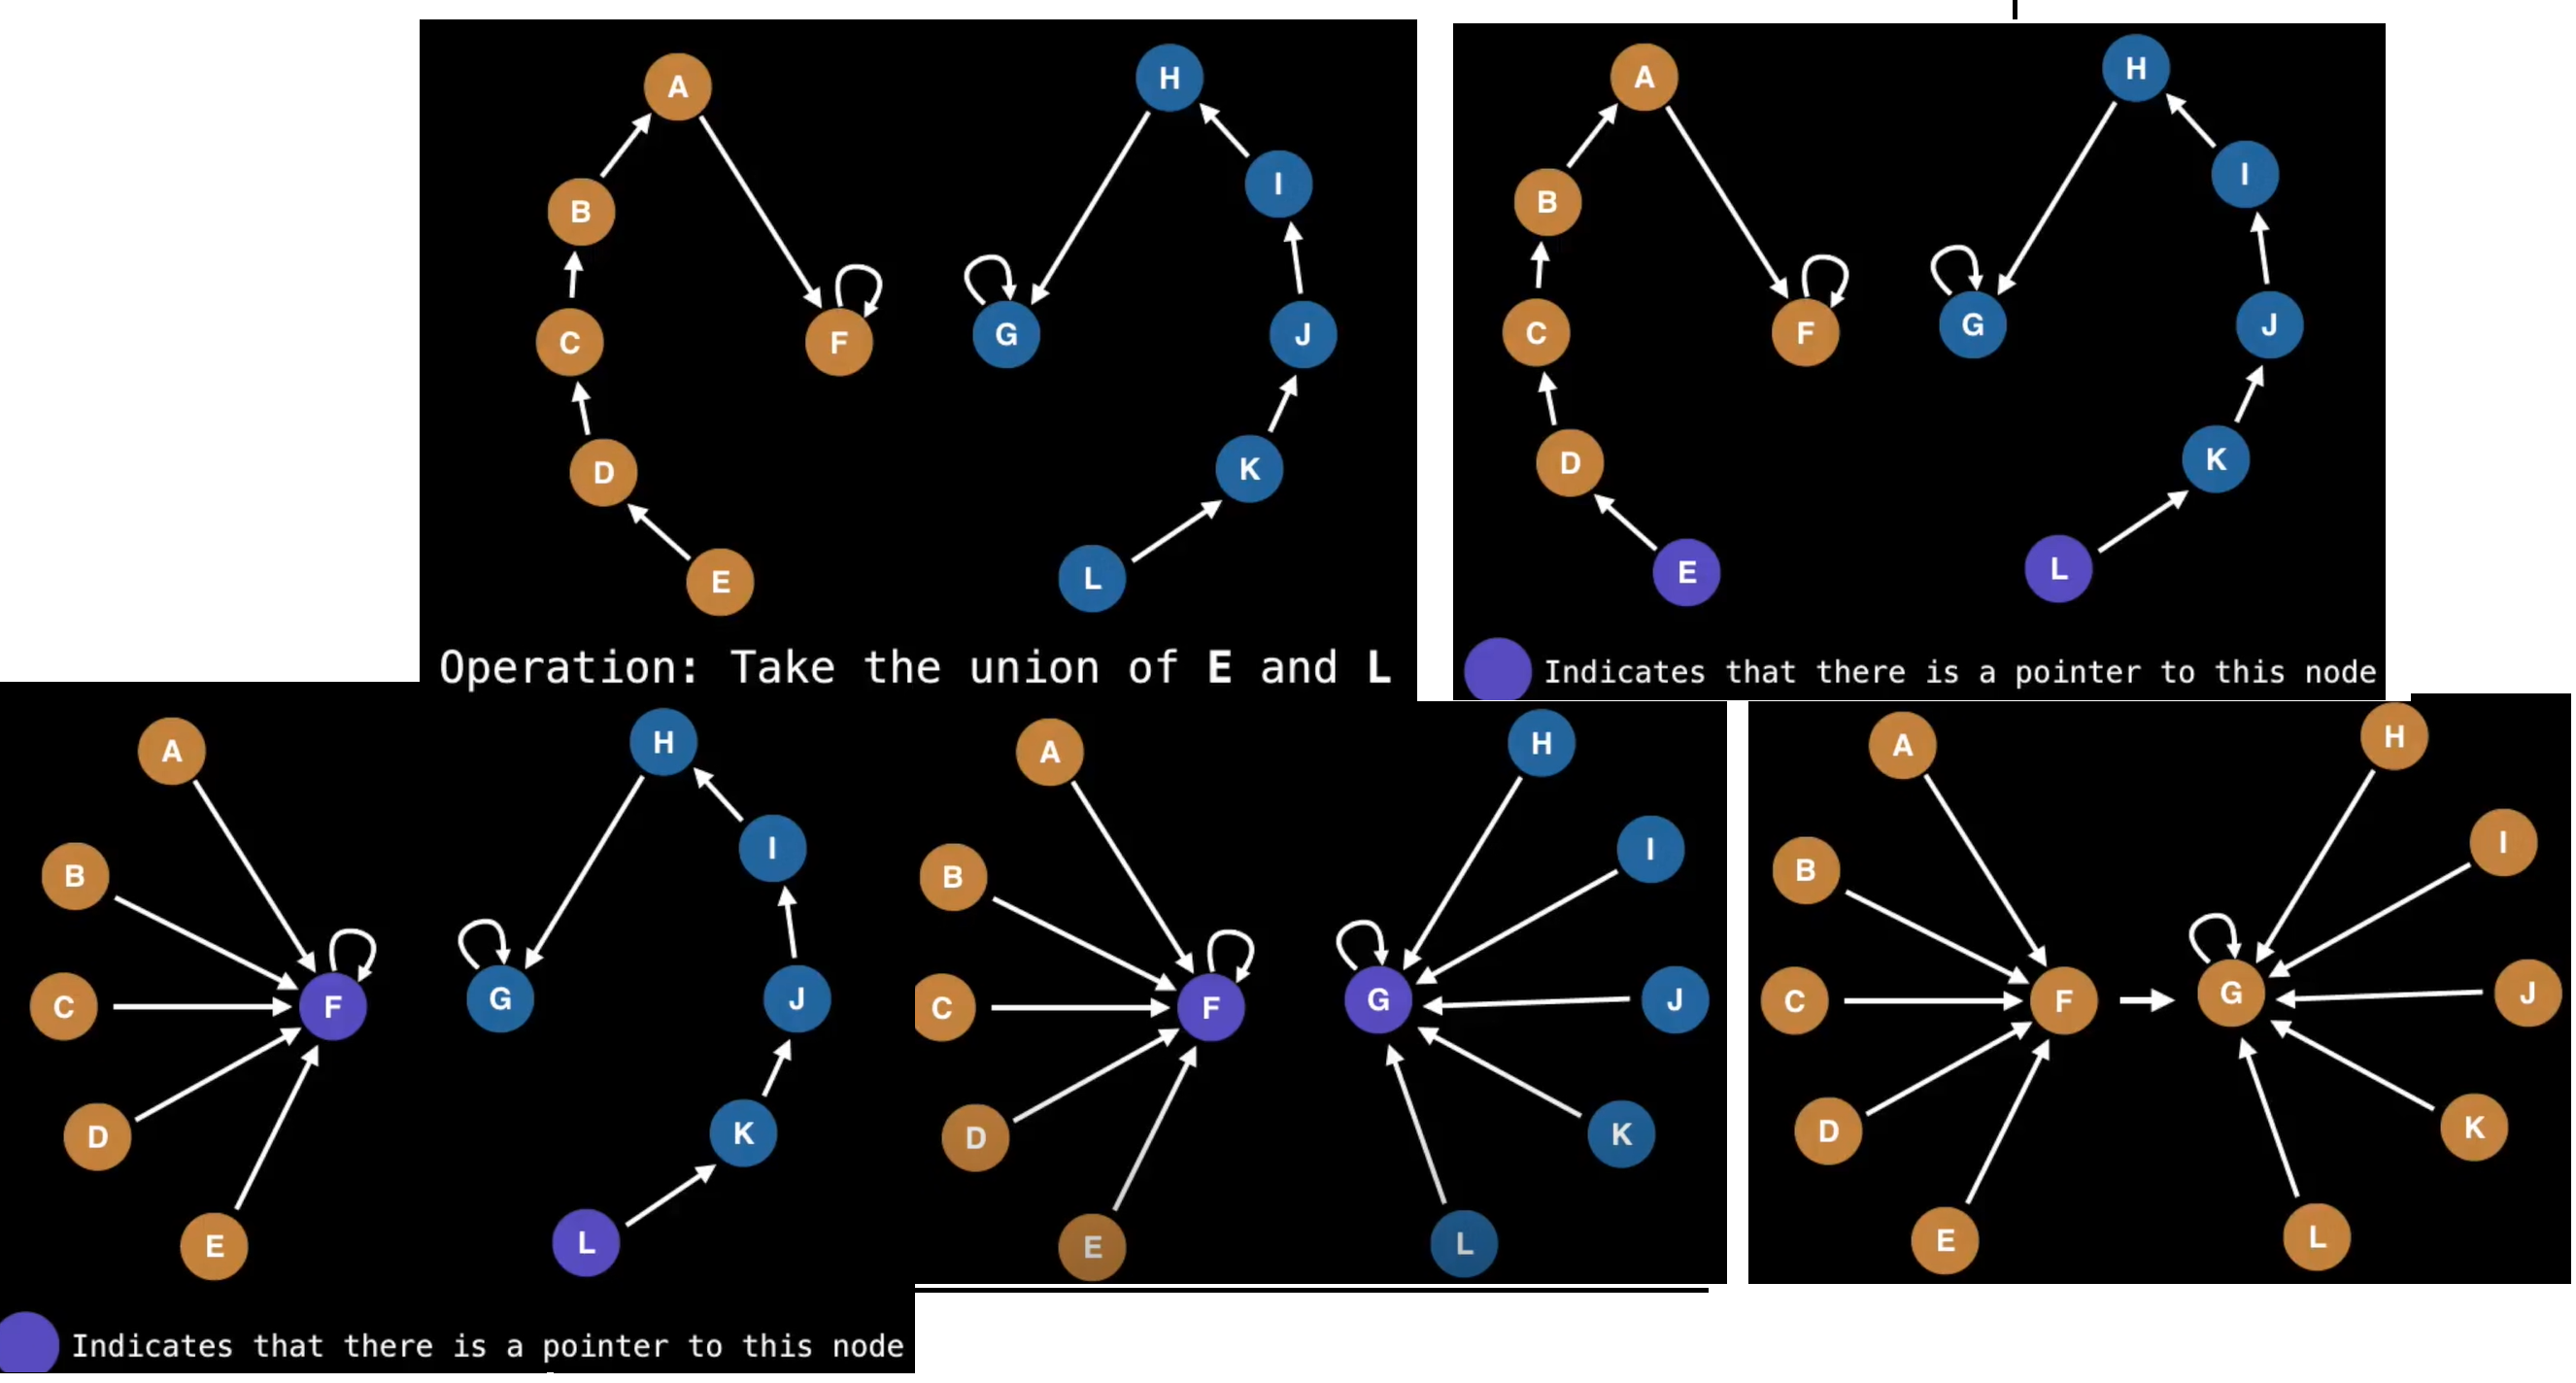 A
B
C
D
E
F
G
H
I
J
K
L
Operation: Take the union of E and L
A
B
C
D
E
F
G
H
I
J
K
L
Indicates that there is a pointer to this node
A
B
C
D
E
F
G
H
I
J
K
L
Indicates that there is a pointer to this node
A
B
C
D
E
F
G
H
I
J
K
L
A
B
C
D
E
F
G
H
I
J
K
L